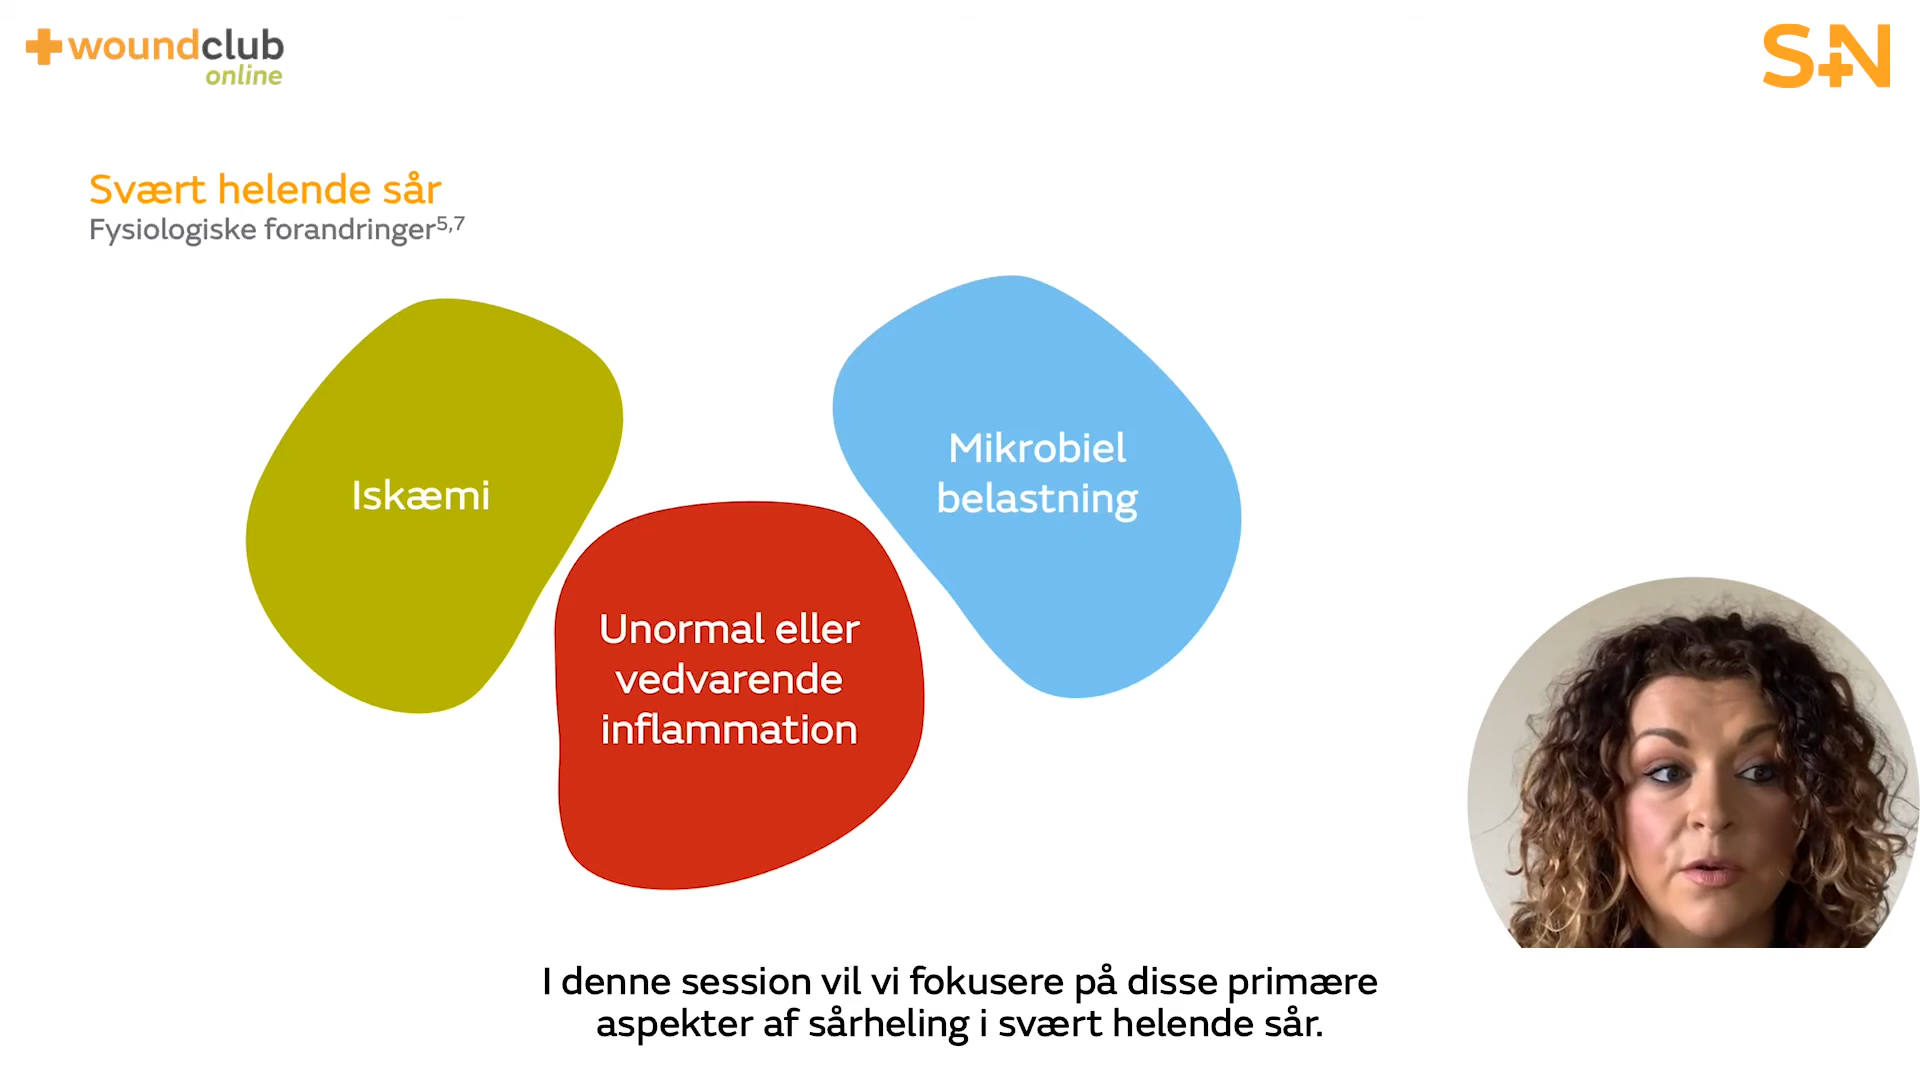 woundclub
online
S+N
Svært helende sår
Fysiologiske forandringer5,7
Iskæmi
Mikrobiel
belastning
Unormal eller
vedvarende
inflammation
I denne session vil vi fokusere på disse primære
aspekter af sårheling i svært helende sår.